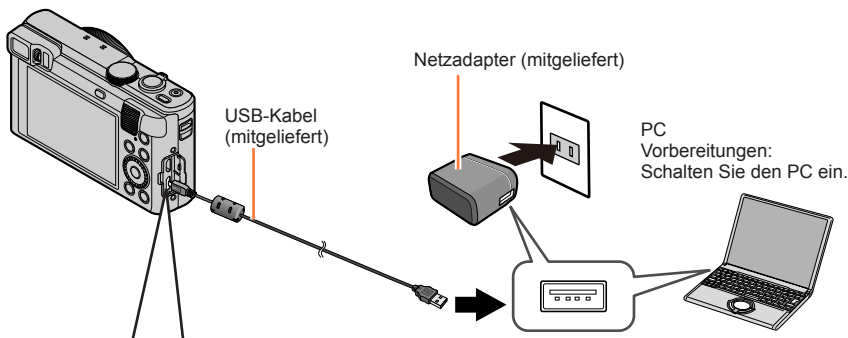 Netzadapter (mitgeliefert)
USB-Kabel
(mitgeliefert)
PC
Vorbereitungen:
Schalten Sie den PC ein.